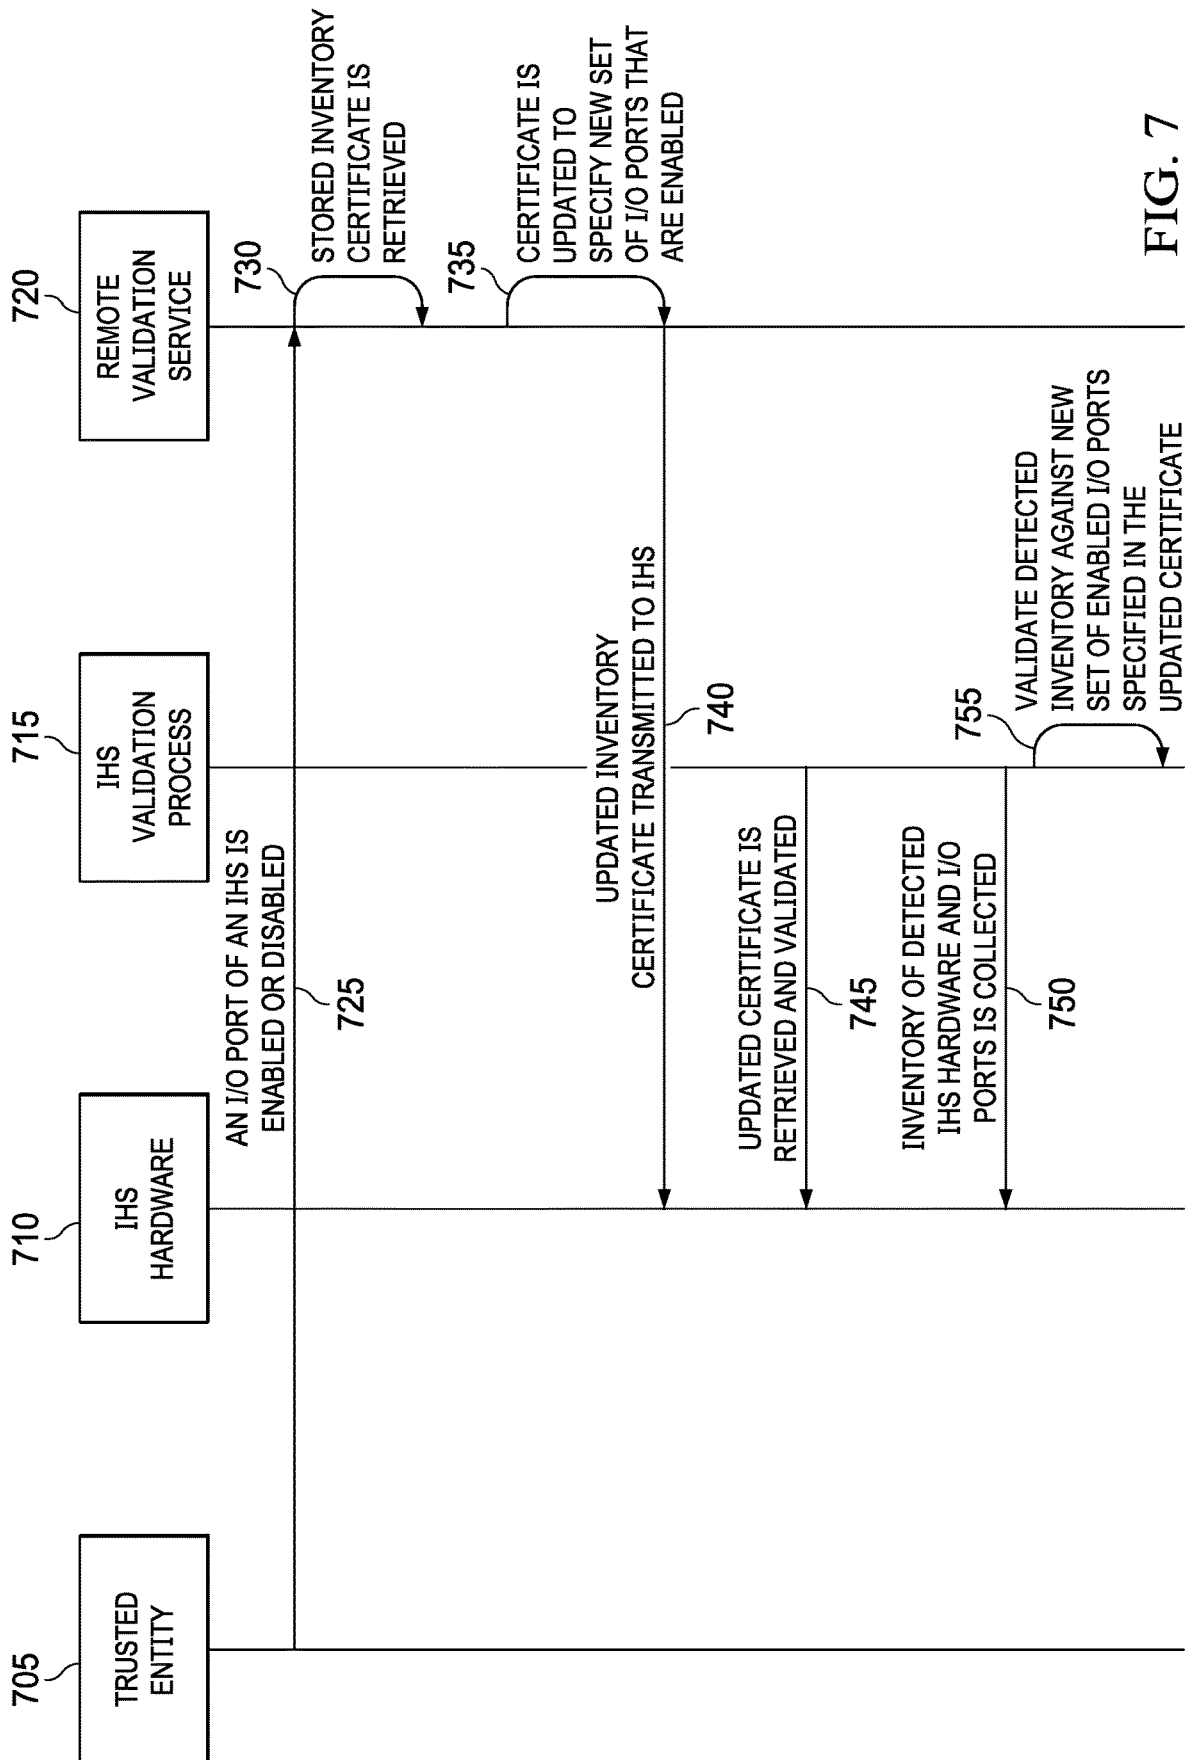 705
TRUSTED
ENTITY
710
IHS
HARDWARE
715
IHS
VALIDATION
PROCESS
720
REMOTE
VALIDATION
SERVICE
AN I/O PORT OF AN IHS IS
ENABLED OR DISABLED
725
730
STORED INVENTORY
CERTIFICATE IS
RETRIEVED
735
CERTIFICATE IS
UPDATED TO
SPECIFY NEW SET
OF I/O PORTS THAT
ARE ENABLED
UPDATED INVENTORY
CERTIFICATE TRANSMITTED TO IHS
740
UPDATED CERTIFICATE IS
RETRIEVED AND VALIDATED
745
INVENTORY OF DETECTED
IHS HARDWARE AND I/O
PORTS IS COLLECTED
750
755
VALIDATE DETECTED
INVENTORY AGAINST NEW
SET OF ENABLED I/O PORTS
SPECIFIED IN THE
UPDATED CERTIFICATE
FIG. 7